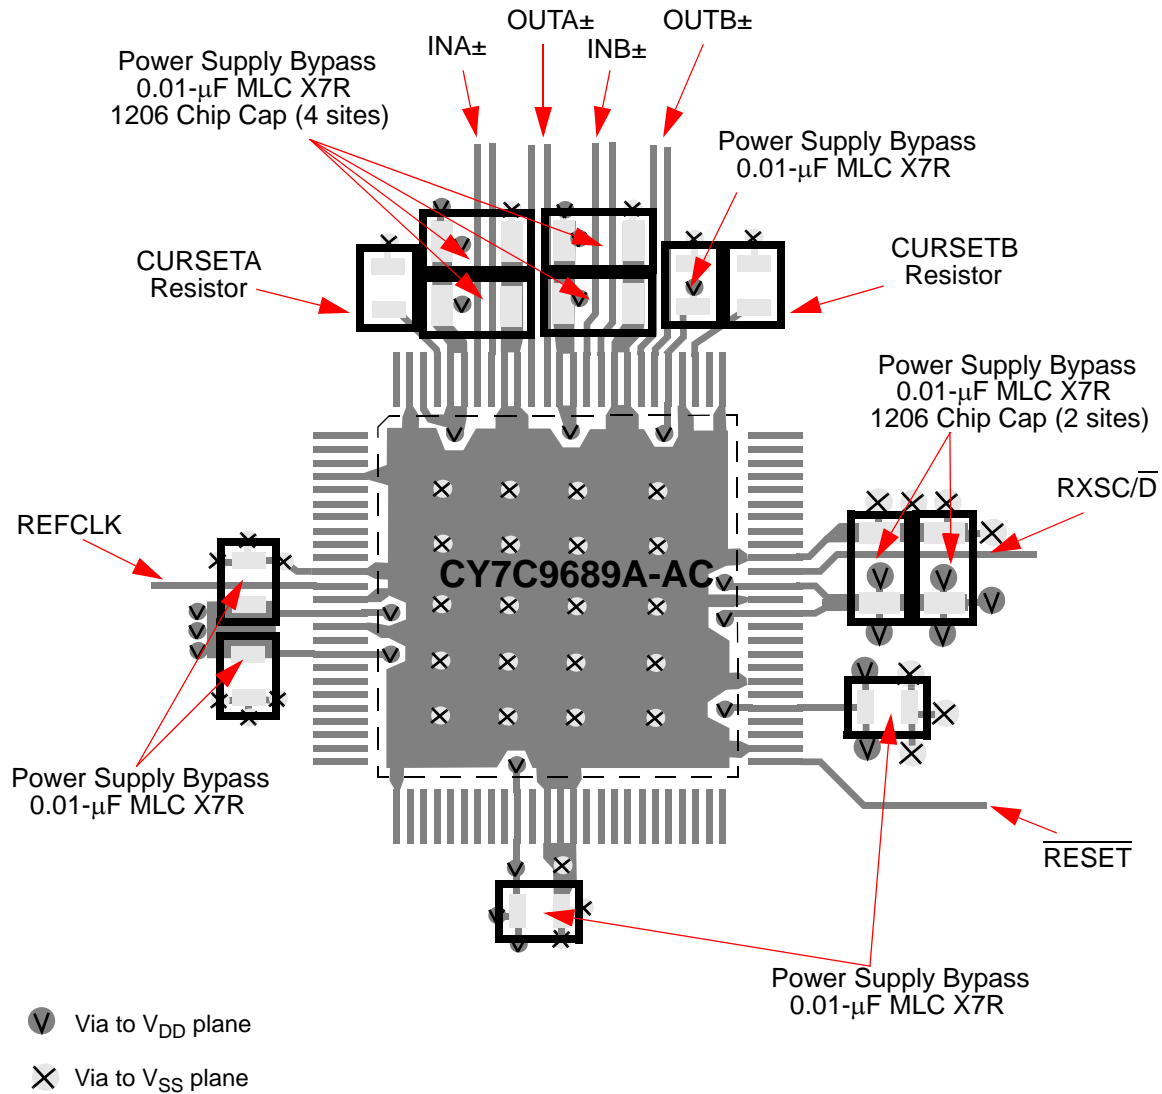 OUTA±
OUTB±
INA±
INB±
Power Supply Bypass
0.01-μF MLC X7R
1206 Chip Cap (4 sites)
Power Supply Bypass
0.01-μF MLC X7R
CURSETA
Resistor
CURSETB
Resistor
Power Supply Bypass
0.01-μF MLC X7R
1206 Chip Cap (2 sites)
RXSC/D̅
REFCLK
CY7C9689A-AC
Power Supply Bypass
0.01-μF MLC X7R
R̅E̅S̅E̅T̅
Power Supply Bypass
0.01-μF MLC X7R
V Via to VDD plane
X Via to VSS plane